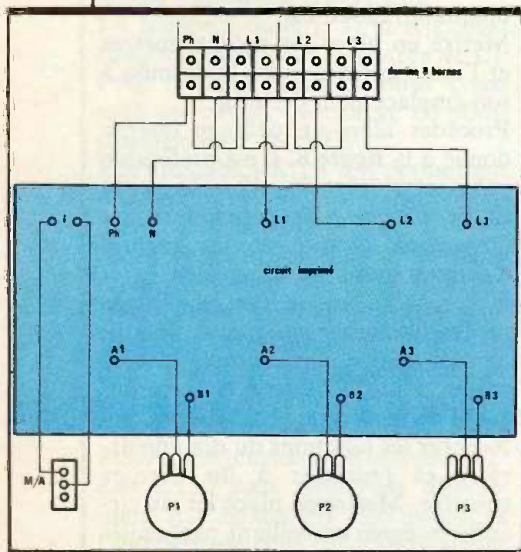 Ph N L1 L2 L3
domino 8 bornes
I Ph N L1 L2 L3
circuit imprimé
A1 A2 A3
B1 B2 B3
M/A
P1 P2 P3